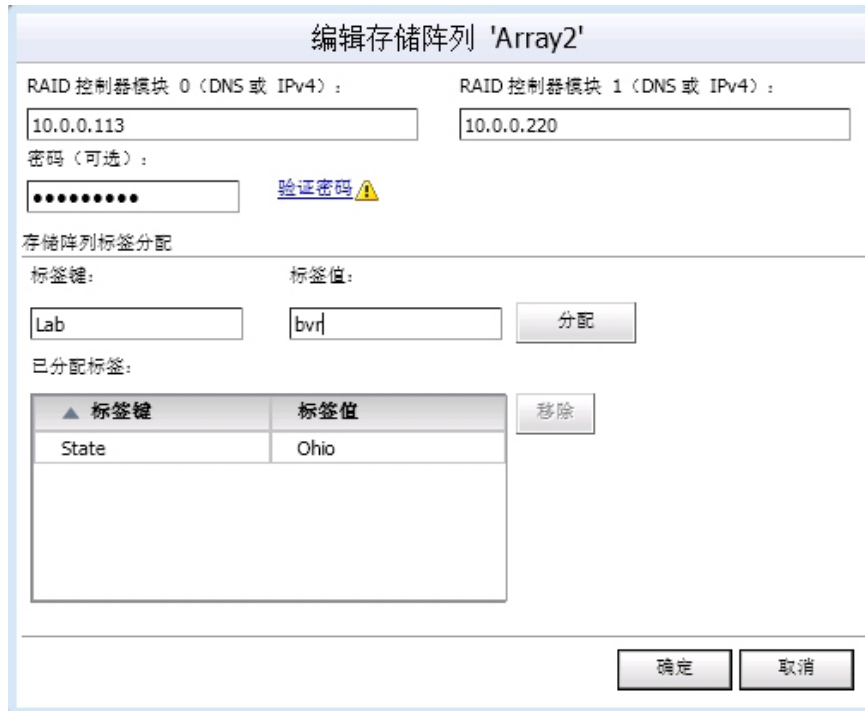 编辑存储阵列 'Array2'
RAID 控制器模块 0（DNS 或 IPv4）： RAID 控制器模块 1（DNS 或 IPv4）：
10.0.0.113 10.0.0.220
密码（可选）：
●●●●●●●●● 验证密码
存储阵列标签分配
标签键： 标签值：
Lab bvr 分配
已分配标签：
▲ 标签键 标签值 移除
State Ohio
确定 取消